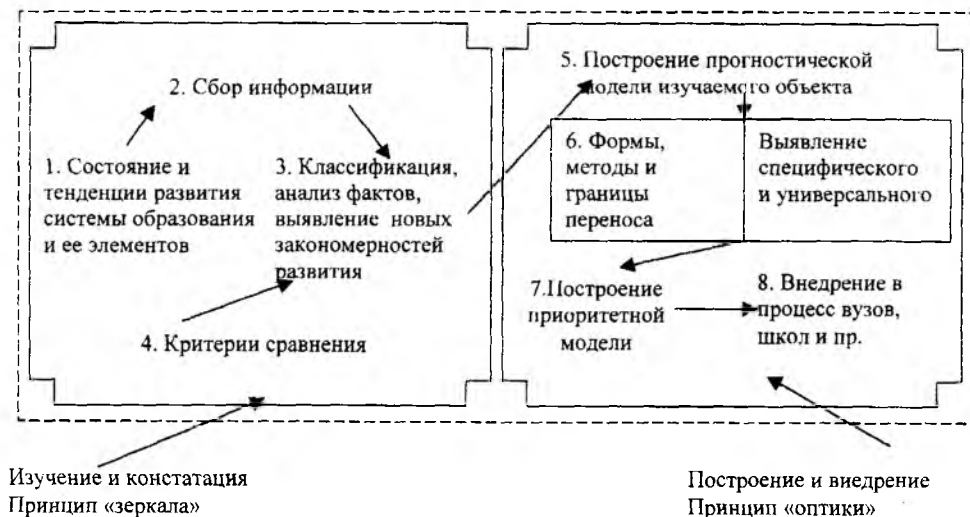 2. Сбор информации
1. Состояние и
тенденции развития
системы образования
и ее элементов
3. Классификация,
анализ фактов,
выявление новых
закономерностей
развития
4. Критерии сравнения
5. Построение прогностической
модели изучаемого объекта
6. Формы,
методы и
границы
переноса
Выявление
специфического
и универсального
7.Построение
приоритетной
модели
8. Внедрение в
процесс вузов,
школ и пр.
Изучение и констатация
Принцип «зеркала»
Построение и внедрение
Принцип «оптики»